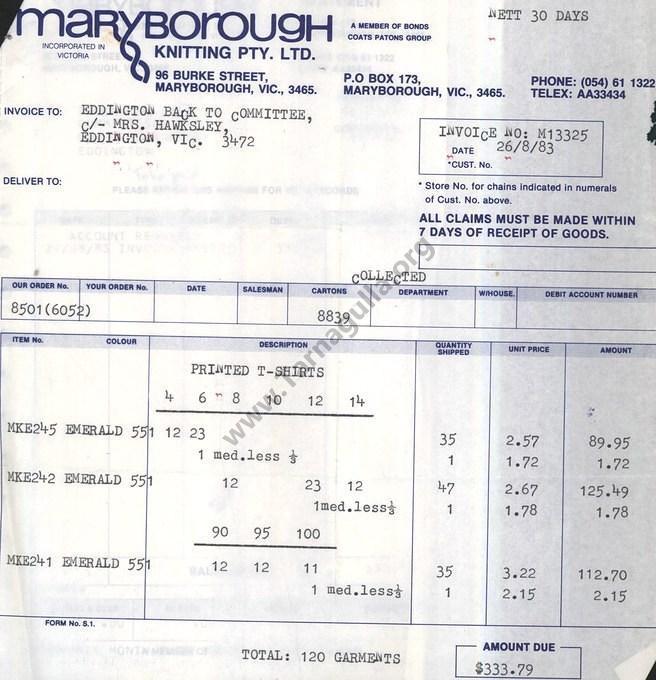 maryborough
KNITTING PTY. LTD.
INCORPORATED IN
VICTORIA
A MEMBER OF BONDS
COATS PATONS GROUP
NETT 30 DAYS
96 BURKE STREET,
MARYBOROUGH, VIC., 3465.
P.O BOX 173,
MARYBOROUGH, VIC., 3465.
PHONE: (054) 61 1322
TELEX: AA33434
INVOICE TO:
EDDINGTON BACK TO COMMITTEE,
C/- MRS. HAWKSLEY,
EDDINGTON, VIC. 3472
INVOICE NO: M13325
DATE 26/8/83
*CUST. No.
DELIVER TO:
* Store No. for chains indicated in numerals
of Cust. No. above.
ALL CLAIMS MUST BE MADE WITHIN
7 DAYS OF RECEIPT OF GOODS.
COLLECTED
OUR ORDER No. YOUR ORDER No. DATE SALESMAN CARTONS DEPARTMENT W/HOUSE. DEBIT ACCOUNT NUMBER
8501(6052) 8839
ITEM No. COLOUR DESCRIPTION QUANTITY SHIPPED UNIT PRICE AMOUNT
PRINTED T-SHIRTS
4 6 8 10 12 14
MKE245 EMERALD 551 12 23 35 2.57 89.95
1 med.less ⅓ 1 1.72 1.72
MKE242 EMERALD 551 12 23 12 47 2.67 125.49
1med.less⅓ 1 1.78 1.78
90 95 100
MKE241 EMERALD 551 12 12 11 35 3.22 112.70
1 med.less⅓ 1 2.15 2.15
FORM No. S.1.
TOTAL: 120 GARMENTS
AMOUNT DUE
$333.79
www.Tarnagulla.org